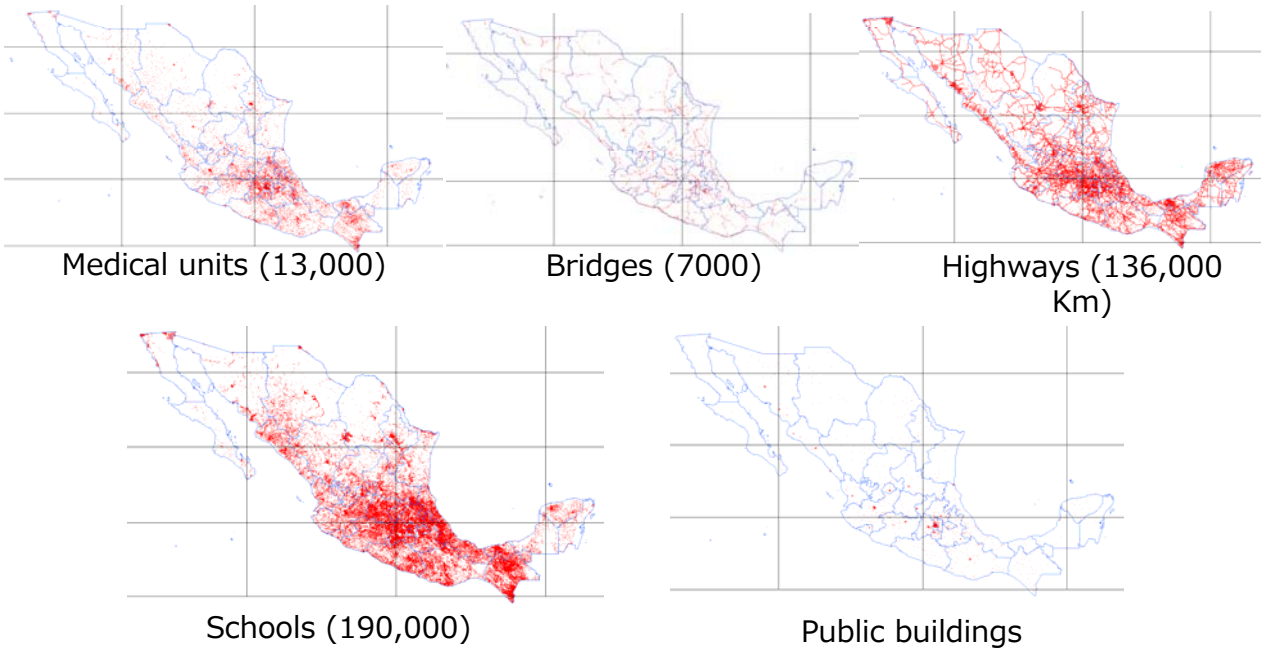 Medical units (13,000)
Bridges (7000)
Highways (136,000
Km)
Schools (190,000)
Public buildings